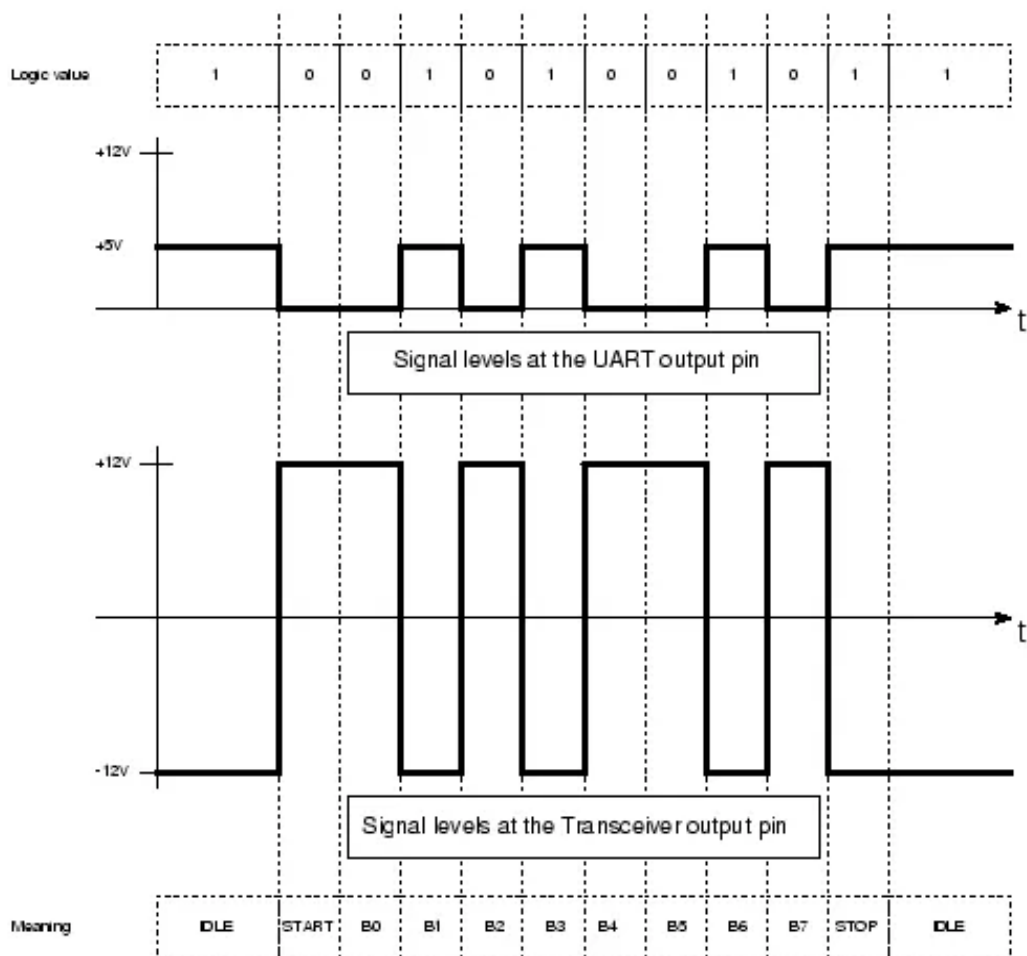 Logic value 1 0 0 1 0 1 0 0 1 0 1 1
+12V
+5V
t
Signal levels at the UART output pin
+12V
t
-12V
Signal levels at the Transceiver output pin
Meaning IDLE START B0 B1 B2 B3 B4 B5 B6 B7 STOP IDLE